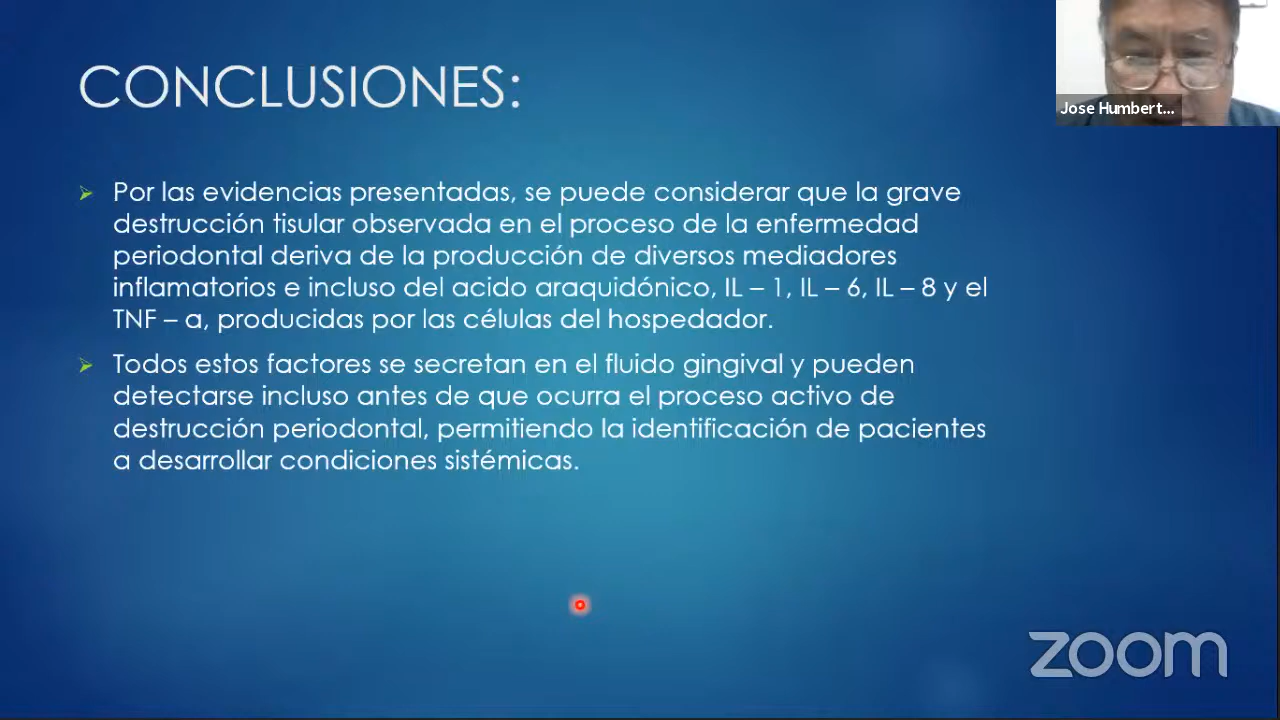 CONCLUSIONES:
Jose Humbert...
Por las evidencias presentadas, se puede considerar que la grave
destrucción tisular observada en el proceso de la enfermedad
periodontal deriva de la producción de diversos mediadores
inflamatorios e incluso del acido araquidónico, IL – 1, IL – 6, IL – 8 y el
TNF – a, producidas por las células del hospedador.
Todos estos factores se secretan en el fluido gingival y pueden
detectarse incluso antes de que ocurra el proceso activo de
destrucción periodontal, permitiendo la identificación de pacientes
a desarrollar condiciones sistémicas.
zoom